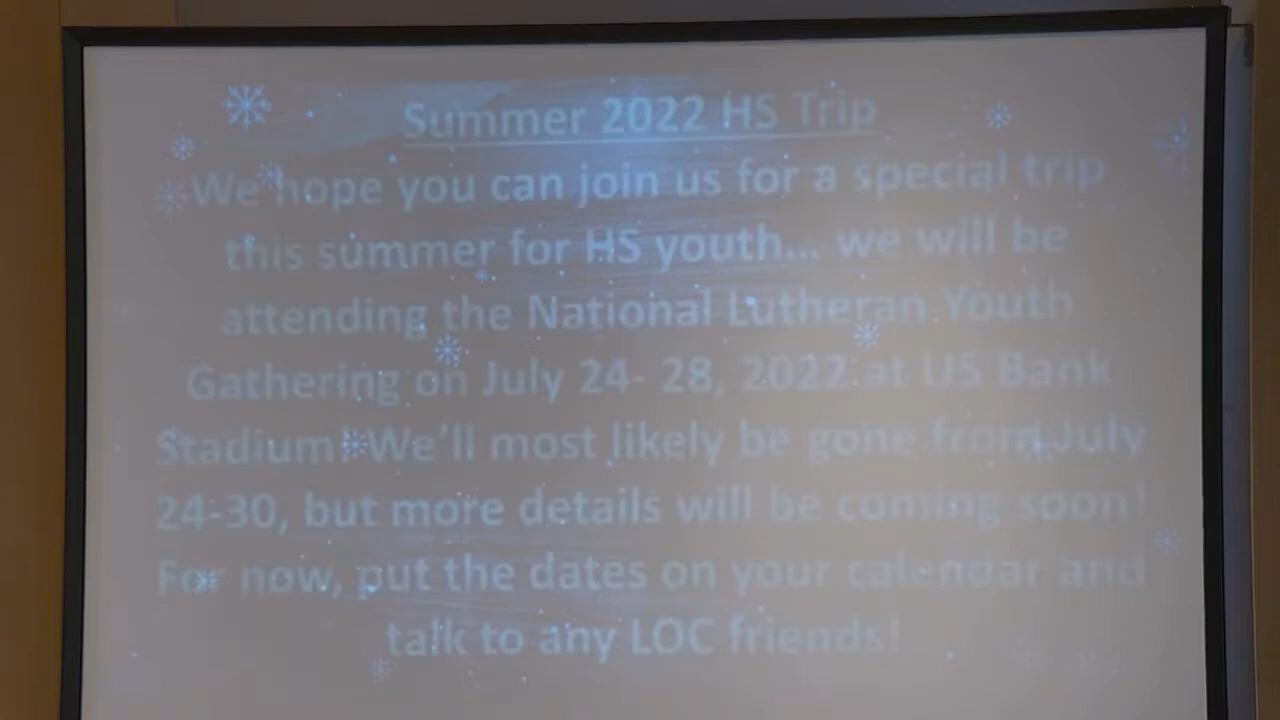 Summer 2022 HS Trip
We hope you can join us for a special trip
this summer for HS youth... we will be
attending the National Lutheran Youth
Gathering on July 24- 28, 2022 at US Bank
Stadium! We'll most likely be gone from July
24-30, but more details will be coming soon!
For now, put the dates on your calendar and
talk to any LOC friends!